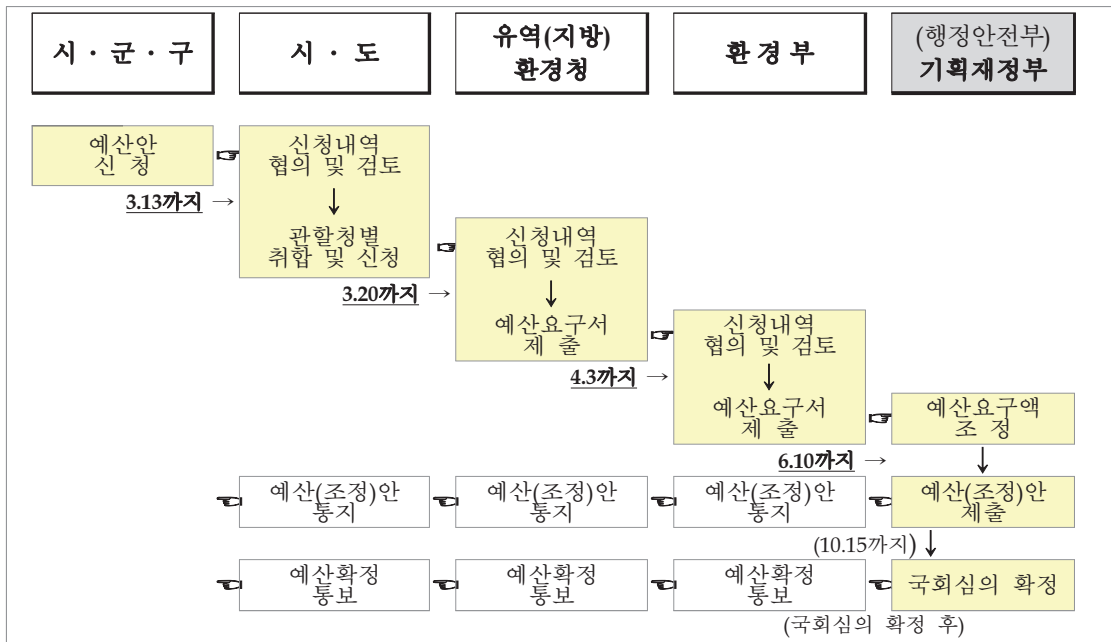 시 · 군 · 구
시 · 도
유역(지방)
환경청
환 경 부
(행정안전부)
기획재정부
예산안
신 청
☞
신청내역
협의 및 검토
↓
관할청별
취합 및 신청
3.13까지 →
☞
신청내역
협의 및 검토
↓
예산요구서
제 출
3.20까지 →
☞
신청내역
협의 및 검토
↓
예산요구서
제 출
4.3까지 →
☞
예산요구액
조 정
6.10까지 →
↓
☜
예산(조정)안
통지
☜
예산(조정)안
통지
☜
예산(조정)안
통지
☜
예산(조정)안
제출
(10.15까지) ↓
☜
예산확정
통보
☜
예산확정
통보
☜
예산확정
통보
☜
국회심의 확정
(국회심의 확정 후)